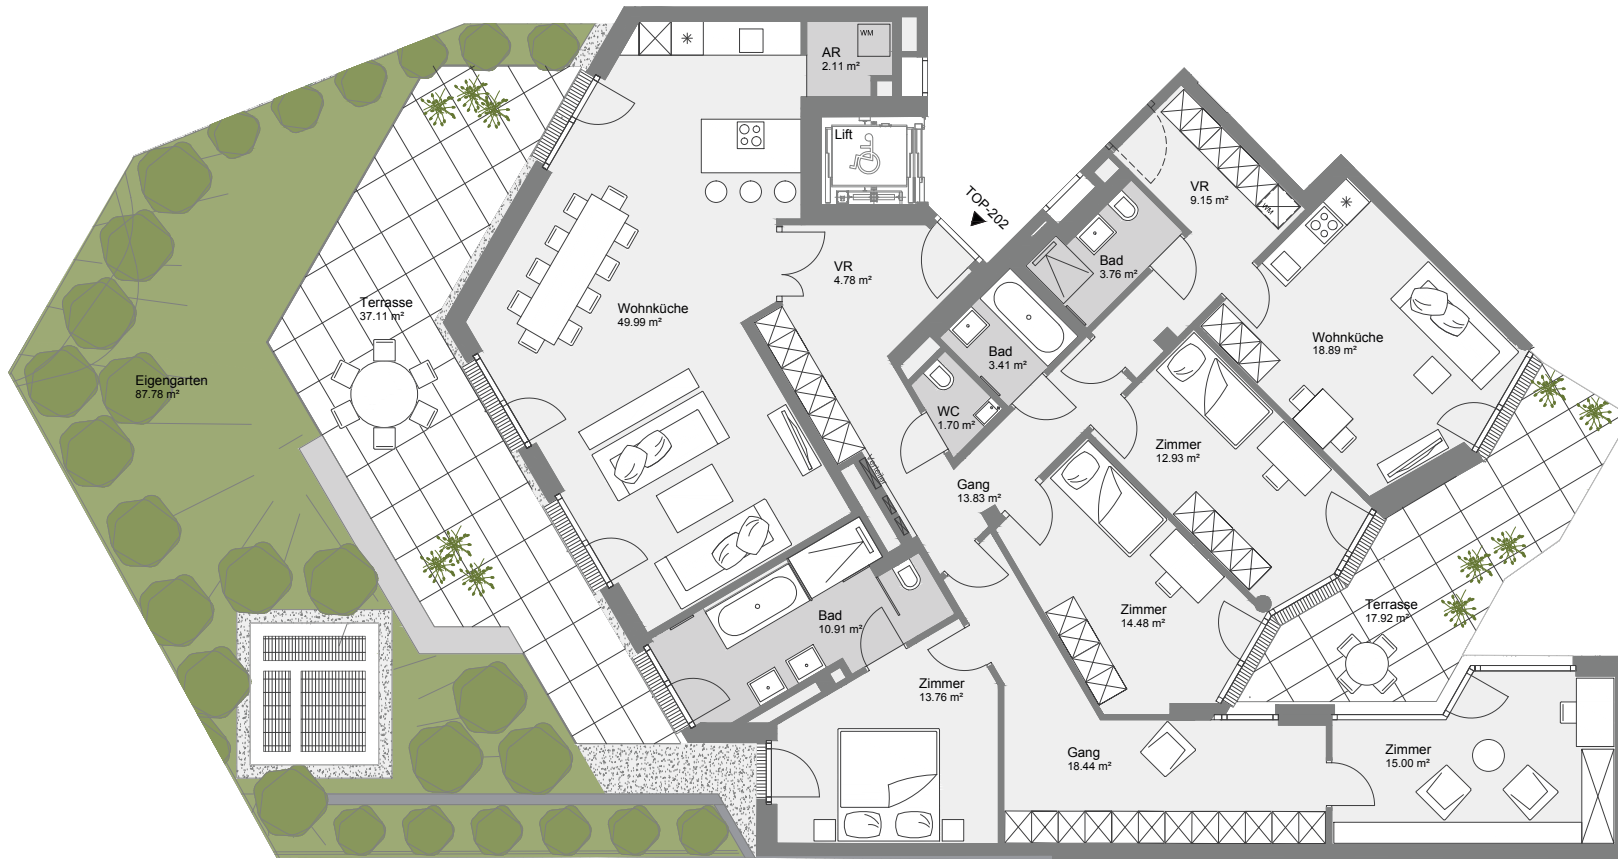 AR
2.11 m²
WM
Lift
TOP-202
VR
9.15 m²
WM
VR
4.78 m²
Bad
3.76 m²
Terrasse
37.11 m²
Wohnküche
49.99 m²
Wohnküche
18.89 m²
Bad
3.41 m²
Eigengarten
87.78 m²
WC
1.70 m²
Zimmer
12.93 m²
Verteiler
Gang
13.83 m²
Zimmer
14.48 m²
Terrasse
17.92 m²
Bad
10.91 m²
Zimmer
13.76 m²
Gang
18.44 m²
Zimmer
15.00 m²